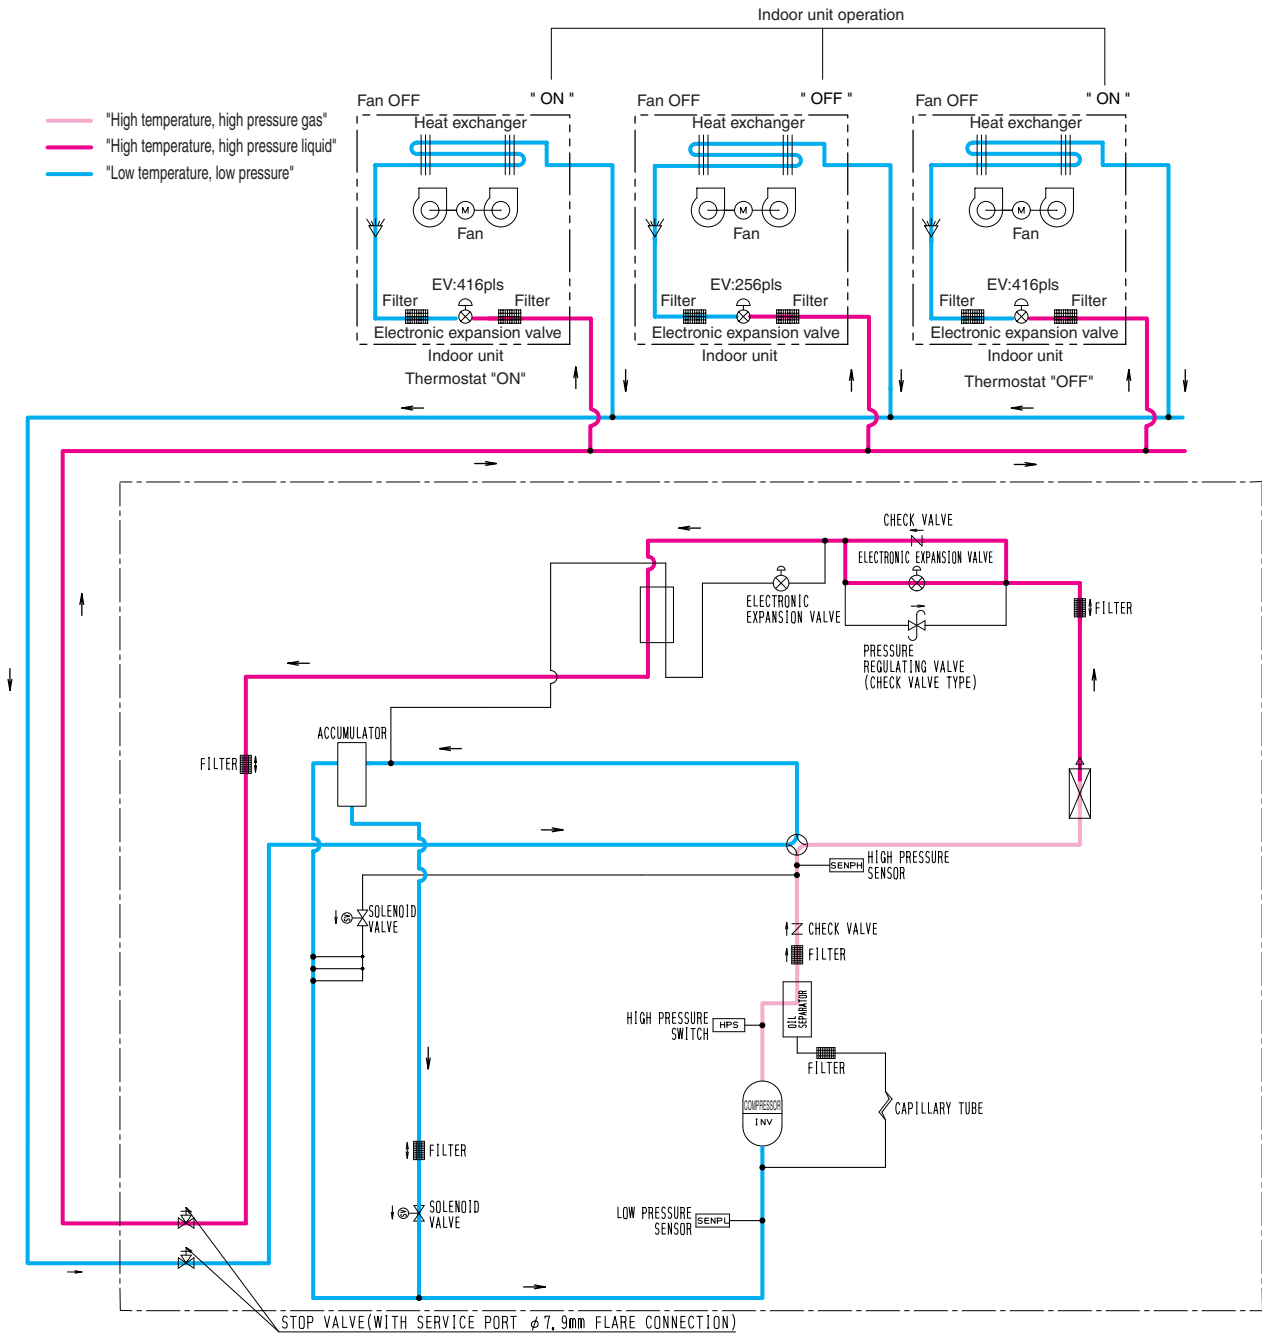 Indoor unit operation
Fan OFF
" ON "
Fan OFF
" OFF "
Fan OFF
" ON "
"High temperature, high pressure gas"
"High temperature, high pressure liquid"
"Low temperature, low pressure"
Heat exchanger
Heat exchanger
Heat exchanger
M
M
M
Fan
Fan
Fan
EV:416pls
EV:256pls
EV:416pls
Filter
Filter
Filter
Filter
Filter
Filter
Electronic expansion valve
Electronic expansion valve
Electronic expansion valve
Indoor unit
Indoor unit
Indoor unit
Thermostat "ON"
Thermostat "OFF"
CHECK VALVE
ELECTRONIC EXPANSION VALVE
ELECTRONIC
EXPANSION VALVE
FILTER
PRESSURE
REGULATING VALVE
(CHECK VALVE TYPE)
ACCUMULATOR
FILTER
SENPH
HIGH PRESSURE
SENSOR
SV
SOLENOID
VALVE
CHECK VALVE
FILTER
OIL
SEPARATOR
HIGH PRESSURE
SWITCH
HPS
FILTER
COMPRESSOR
INV
CAPILLARY TUBE
FILTER
SV
SOLENOID
VALVE
LOW PRESSURE
SENSOR
SENPL
STOP VALVE(WITH SERVICE PORT φ7,9mm FLARE CONNECTION)